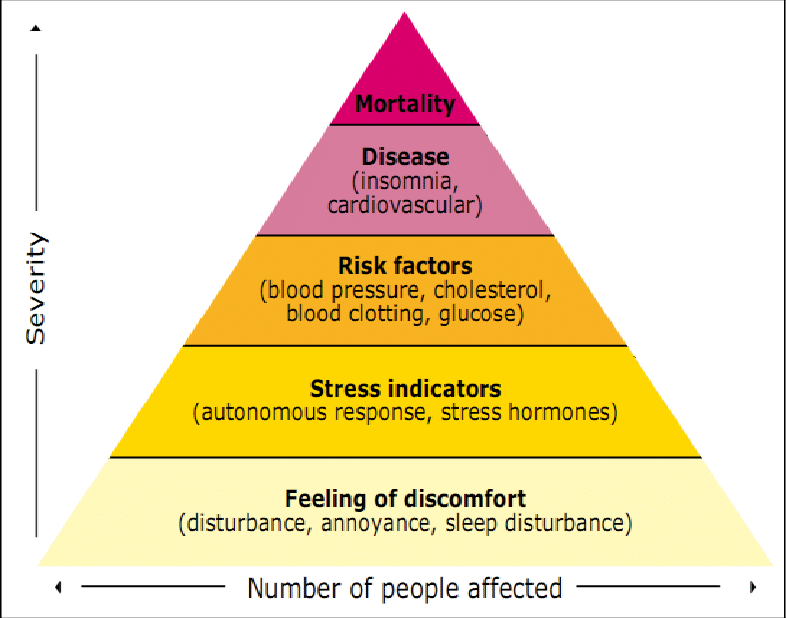 Mortality
Disease
(insomnia,
cardiovascular)
Risk factors
(blood pressure, cholesterol,
blood clotting, glucose)
Stress indicators
(autonomous response, stress hormones)
Feeling of discomfort
(disturbance, annoyance, sleep disturbance)
Severity
Number of people affected